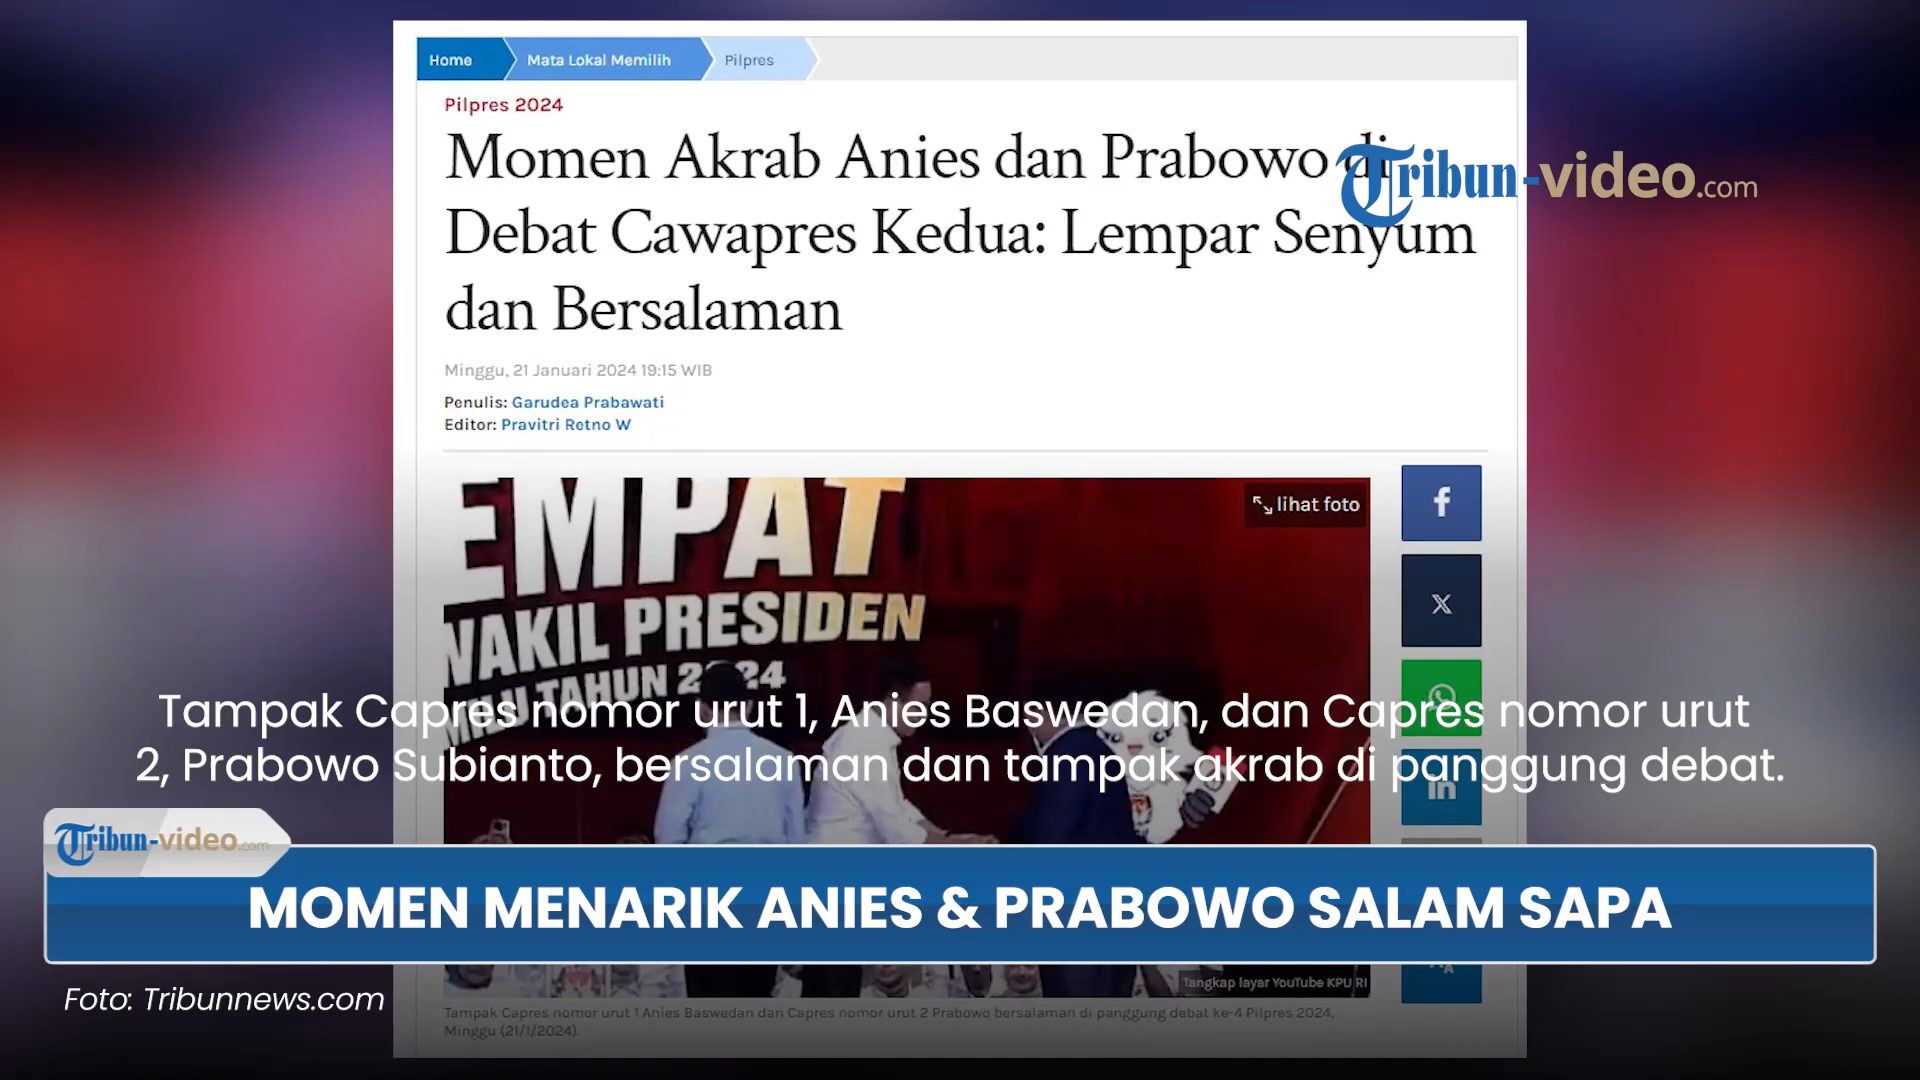 Home
Mata Lokal Memilih
Pilpres
Pilpres 2024
Momen Akrab Anies dan Prabowo di
Tribun-video.com
Debat Cawapres Kedua: Lempar Senyum
dan Bersalaman
Minggu, 21 Januari 2024 19:15 WIB
Penulis: Garudea Prabawati
Editor: Pravitri Retno W
lihat foto
EMPAT
WAKIL PRESIDEN
TAHUN 2024
Tampak Capres nomor urut 1, Anies Baswedan, dan Capres nomor urut
2, Prabowo Subianto, bersalaman dan tampak akrab di panggung debat.
Tribun-video.com
MOMEN MENARIK ANIES & PRABOWO SALAM SAPA
Tangkap layar YouTube KPU RI
Foto: Tribunnews.com
Tampak Capres nomor urut 1 Anies Baswedan dan Capres nomor urut 2 Prabowo bersalaman di panggung debat ke-4 Pilpres 2024,
Minggu (21/1/2024).